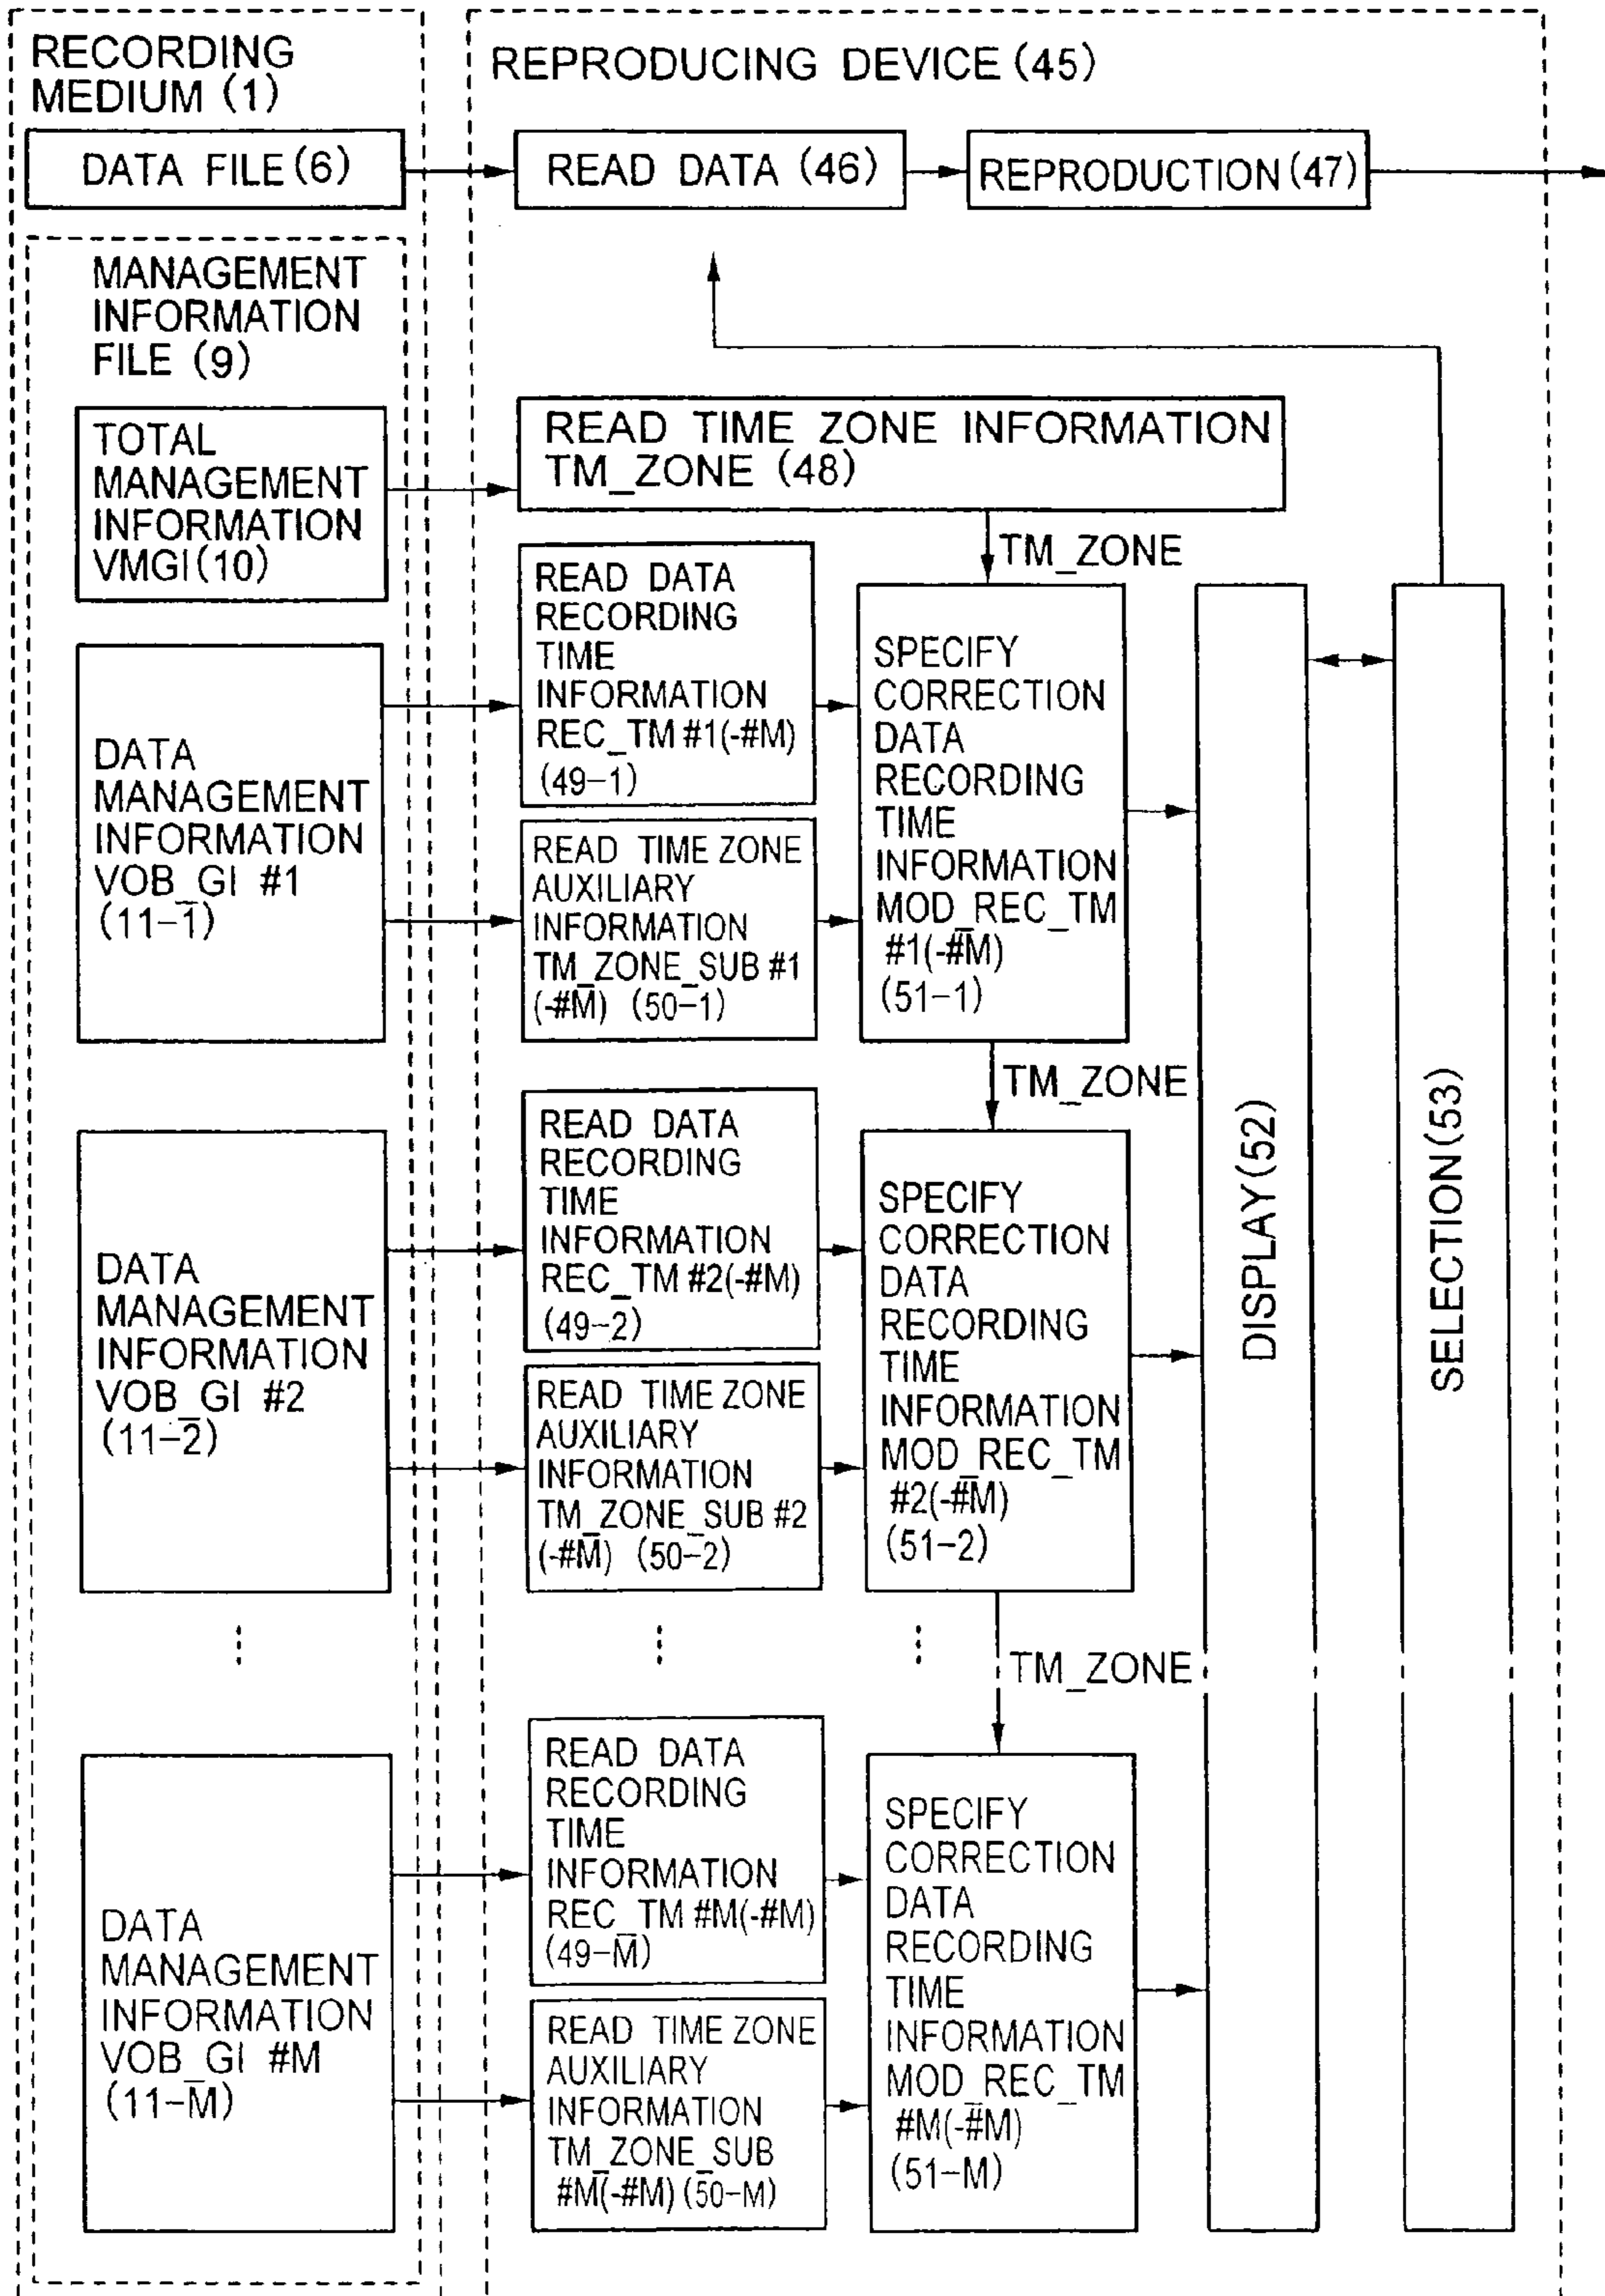 RECORDING
MEDIUM (1)
REPRODUCING DEVICE (45)
DATA FILE (6)
READ DATA (46)
REPRODUCTION (47)
MANAGEMENT
INFORMATION
FILE (9)
TOTAL
MANAGEMENT
INFORMATION
VMGI(10)
READ TIME ZONE INFORMATION
TM_ZONE (48)
TM_ZONE
DATA
MANAGEMENT
INFORMATION
VOB_GI #1
(11-1)
READ DATA
RECORDING
TIME
INFORMATION
REC_TM #1(-#M)
(49-1)
READ TIME ZONE
AUXILIARY
INFORMATION
TM_ZONE_SUB #1
(-#M) (50-1)
SPECIFY
CORRECTION
DATA
RECORDING
TIME
INFORMATION
MOD_REC_TM
#1(-#M)
(51-1)
TM_ZONE
DISPLAY(52)
SELECTION(53)
DATA
MANAGEMENT
INFORMATION
VOB_GI #2
(11-2)
READ DATA
RECORDING
TIME
INFORMATION
REC_TM #2(-#M)
(49-2)
READ TIME ZONE
AUXILIARY
INFORMATION
TM_ZONE_SUB #2
(-#M) (50-2)
SPECIFY
CORRECTION
DATA
RECORDING
TIME
INFORMATION
MOD_REC_TM
#2(-#M)
(51-2)
TM_ZONE
DATA
MANAGEMENT
INFORMATION
VOB_GI #M
(11-M)
READ DATA
RECORDING
TIME
INFORMATION
REC_TM #M(-#M)
(49-M)
READ TIME ZONE
AUXILIARY
INFORMATION
TM_ZONE_SUB
#M(-#M) (50-M)
SPECIFY
CORRECTION
DATA
RECORDING
TIME
INFORMATION
MOD_REC_TM
#M(-#M)
(51-M)